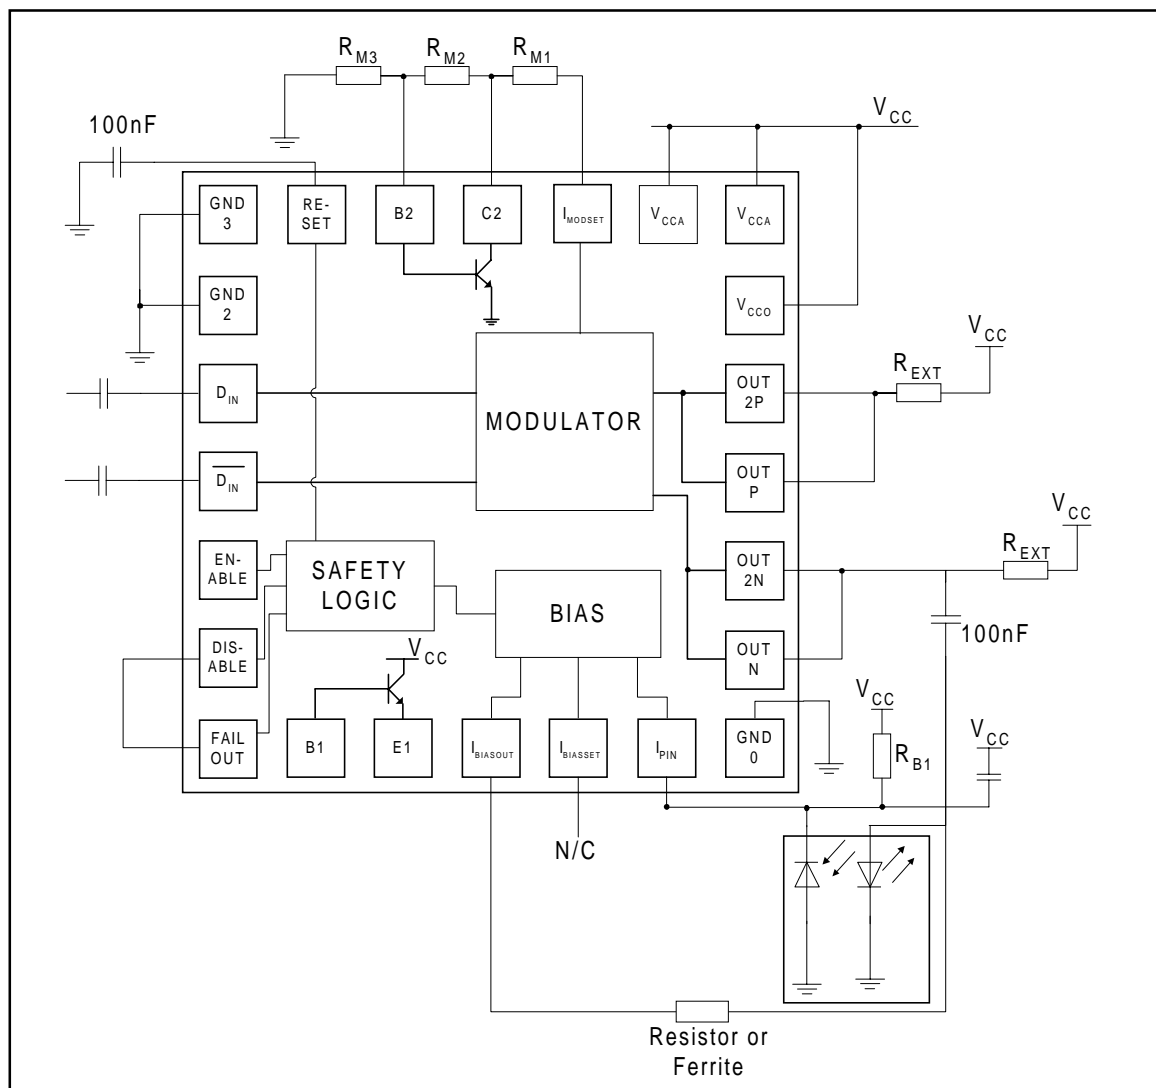 R_M3 R_M2 R_M1
100nF
V_CC
GND 3
RE-SET
B2
C2
I_MODSET
V_CCA
V_CCA
GND 2
V_CCO
V_CC
R_EXT
D_IN
MODULATOR
OUT 2P
D_IN
OUT P
V_CC
R_EXT
EN-ABLE
SAFETY
LOGIC
BIAS
OUT 2N
100nF
DIS-ABLE
V_CC
OUT N
V_CC
V_CC
FAIL OUT
B1
E1
I_BIASOUT
I_BIASSET
I_PIN
GND 0
R_B1
N/C
Resistor or
Ferrite